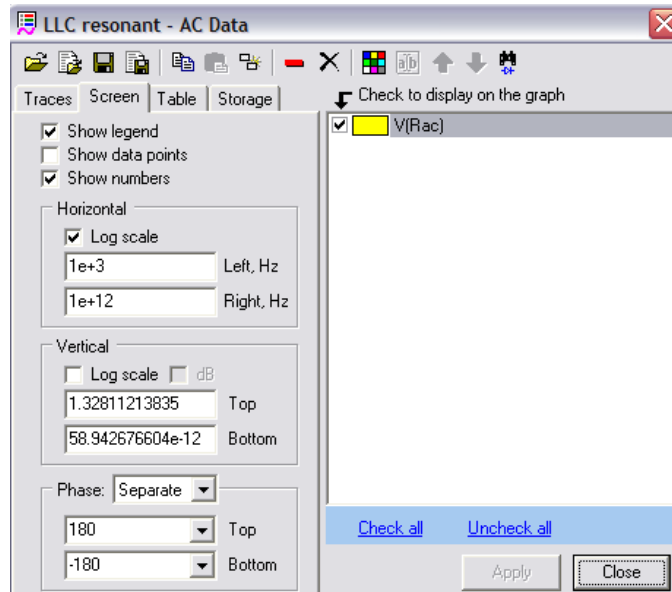 LLC resonant - AC Data
Traces Screen Table Storage
Check to display on the graph
Show legend
Show data points
Show numbers
V(Rac)
Horizontal
Log scale
1e+3 Left, Hz
1e+12 Right, Hz
Vertical
Log scale dB
1.32811213835 Top
58.942676604e-12 Bottom
Phase: Separate
180 Top
-180 Bottom
Check all Uncheck all
Apply Close